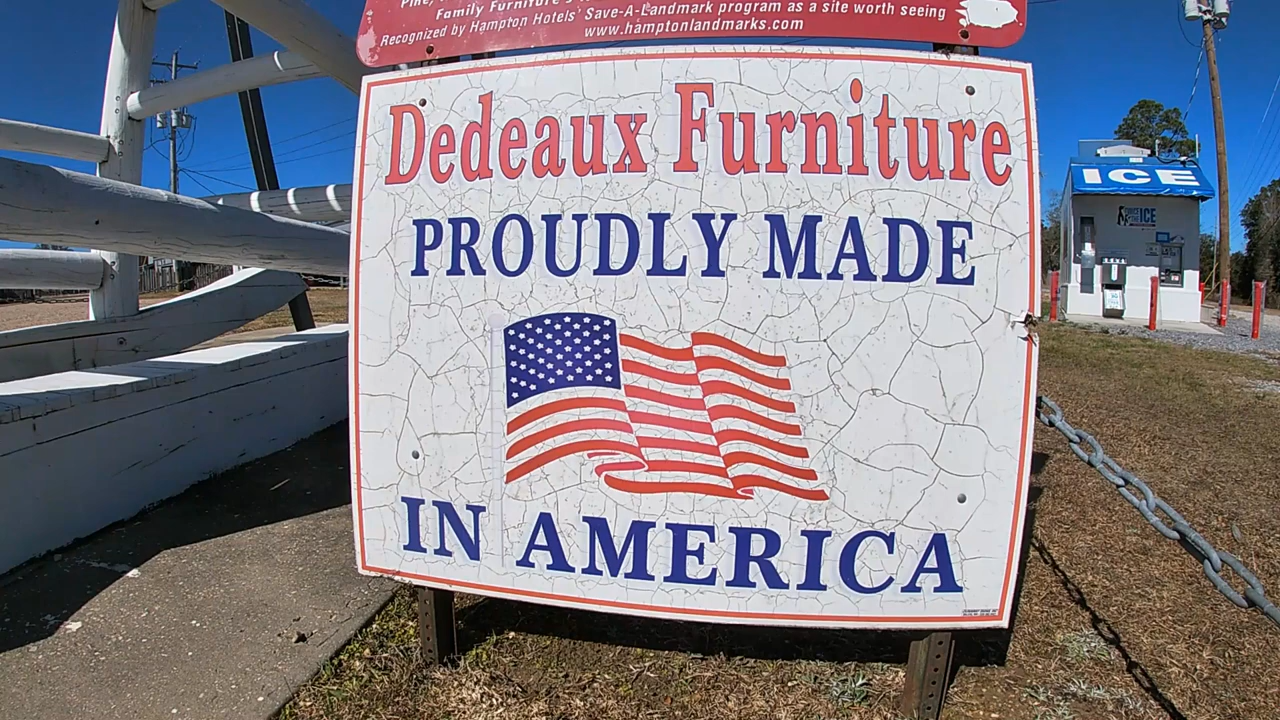 Family Furniture's
Recognized by Hampton Hotels' Save-A-Landmark program as a site worth seeing
www.hamptonlandmarks.com
Dedeaux Furniture
PROUDLY MADE
IN AMERICA
ICE
ICE